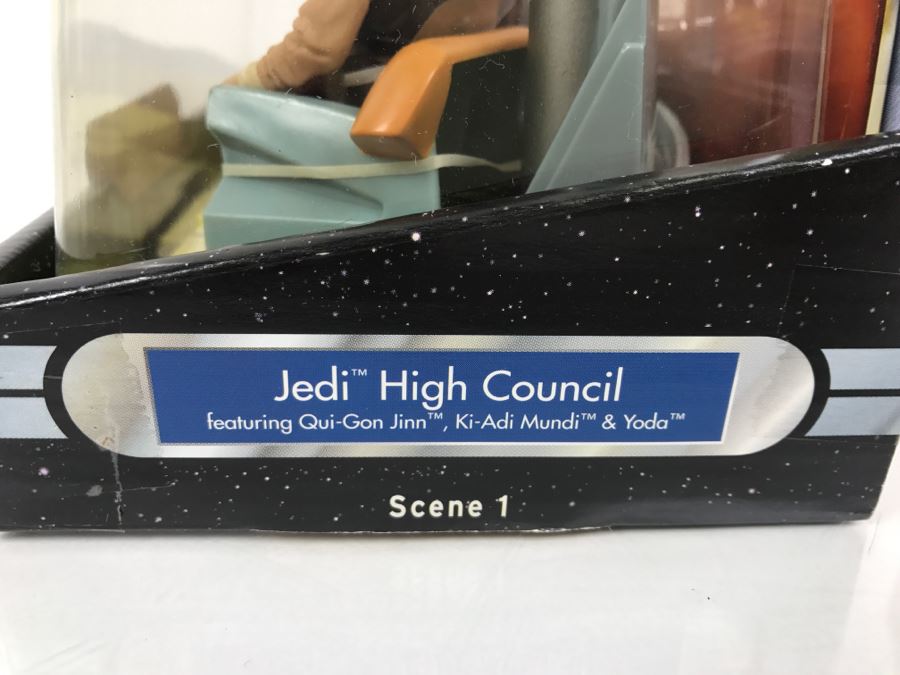 Jedi™ High Council
featuring Qui-Gon Jinn™, Ki-Adi Mundi™ & Yoda™
Scene 1